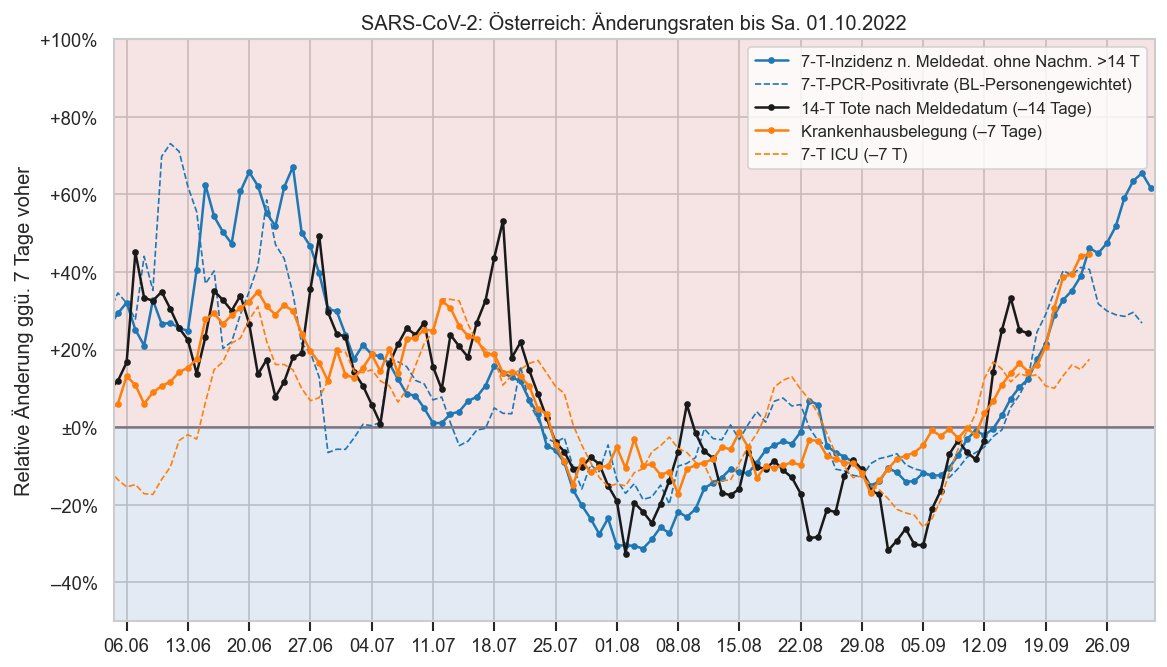 SARS-CoV-2: Österreich: Änderungsraten bis Sa. 01.10.2022
+100%
+80%
+60%
+40%
+20%
±0%
–20%
–40%
Relative Änderung ggü. 7 Tage voher
7-T-Inzidenz n. Meldedat. ohne Nachm. >14 T
7-T-PCR-Positivrate (BL-Personengewichtet)
14-T Tote nach Meldedatum (–14 Tage)
Krankenhausbelegung (–7 Tage)
7-T ICU (–7 T)
06.06 13.06 20.06 27.06 04.07 11.07 18.07 25.07 01.08 08.08 15.08 22.08 29.08 05.09 12.09 19.09 26.09